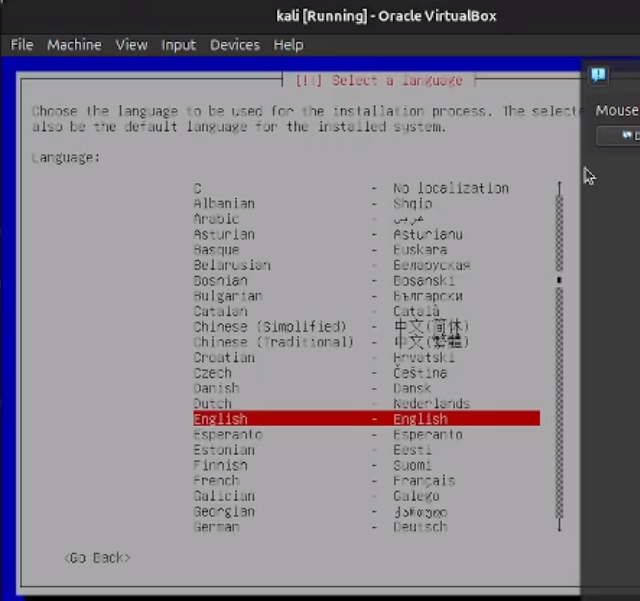 kali [Running] - Oracle VirtualBox
File Machine View Input Devices Help
[!!] Select a language
Mouse
Choose the language to be used for the installation process. The selecte
also be the default language for the installed system.
Language:
C - No localization
Albanian - Shqip
Arabic - عربي
Asturian - Asturianu
Basque - Euskara
Belarusian - Беларуская
Bosnian - Bosanski
Bulgarian - Български
Catalan - Català
Chinese (Simplified) - 中文(简体)
Chinese (Traditional) - 中文(繁體)
Croatian - Hrvatski
Czech - Čeština
Danish - Dansk
Dutch - Nederlands
English - English
Esperanto - Esperanto
Estonian - Eesti
Finnish - Suomi
French - Français
Galician - Galego
Georgian - ქართული
German - Deutsch
<Go Back>